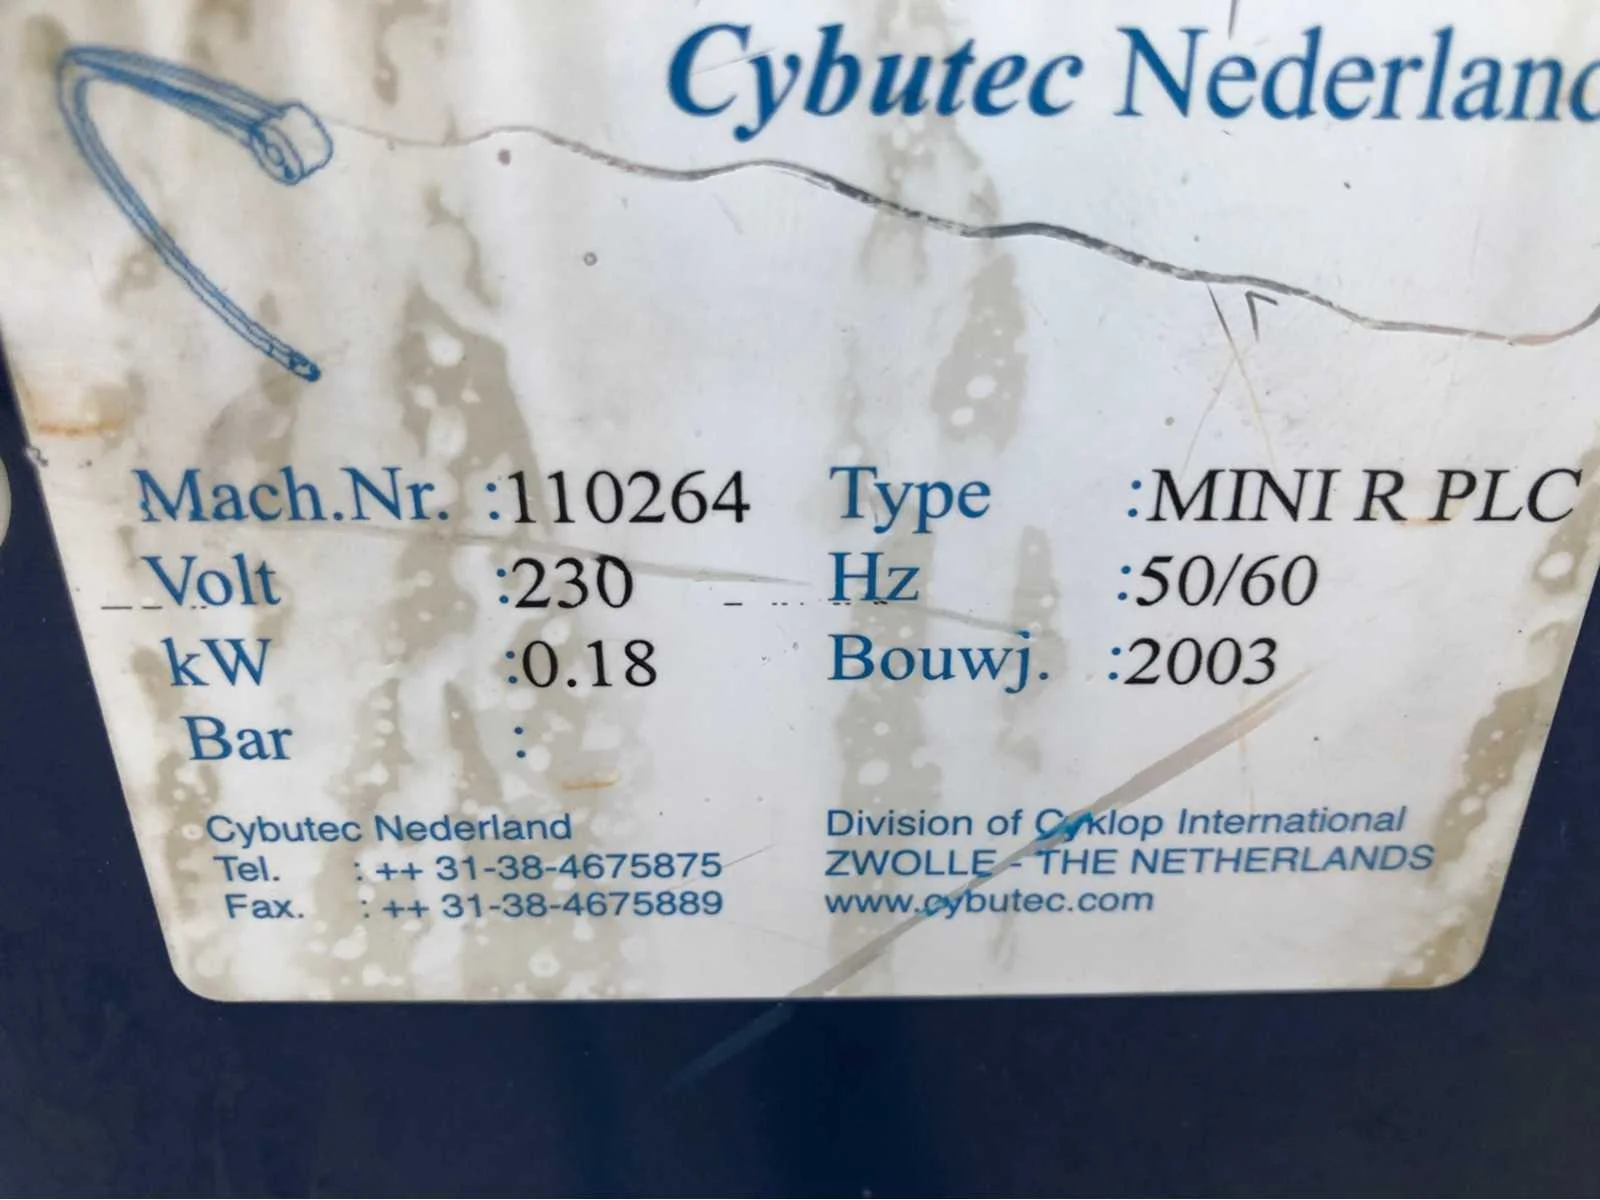 Cybutec Nederland
Mach.Nr. :110264 Type :MINI R PLC
Volt :230 Hz :50/60
kW :0.18 Bouwj. :2003
Bar :
Cybutec Nederland Division of Cyklop International
Tel. : ++ 31-38-4675875 ZWOLLE - THE NETHERLANDS
Fax. : ++ 31-38-4675889 www.cybutec.com